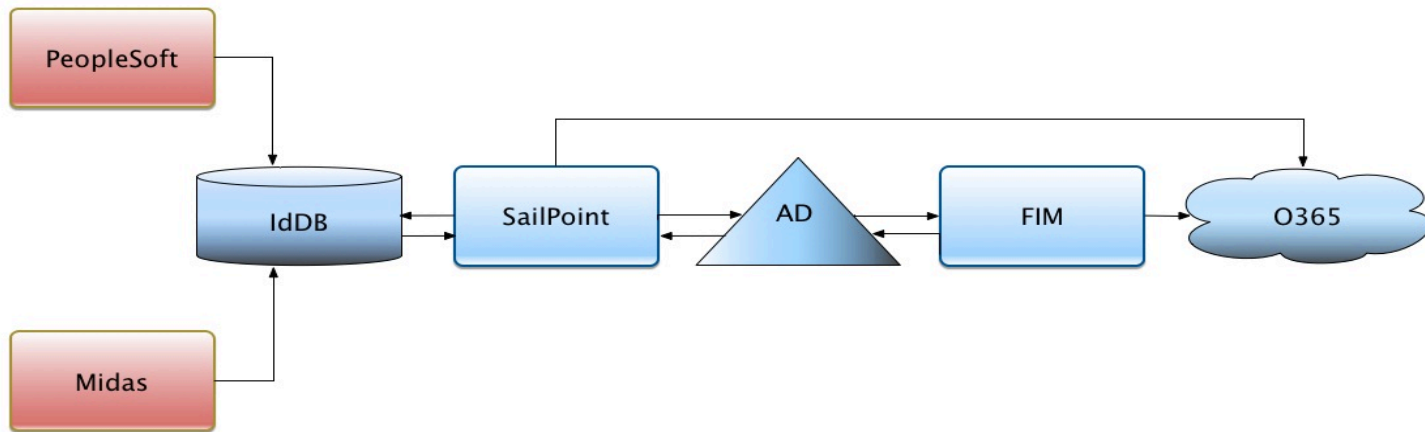 PeopleSoft
IdDB
SailPoint
AD
FIM
O365
Midas